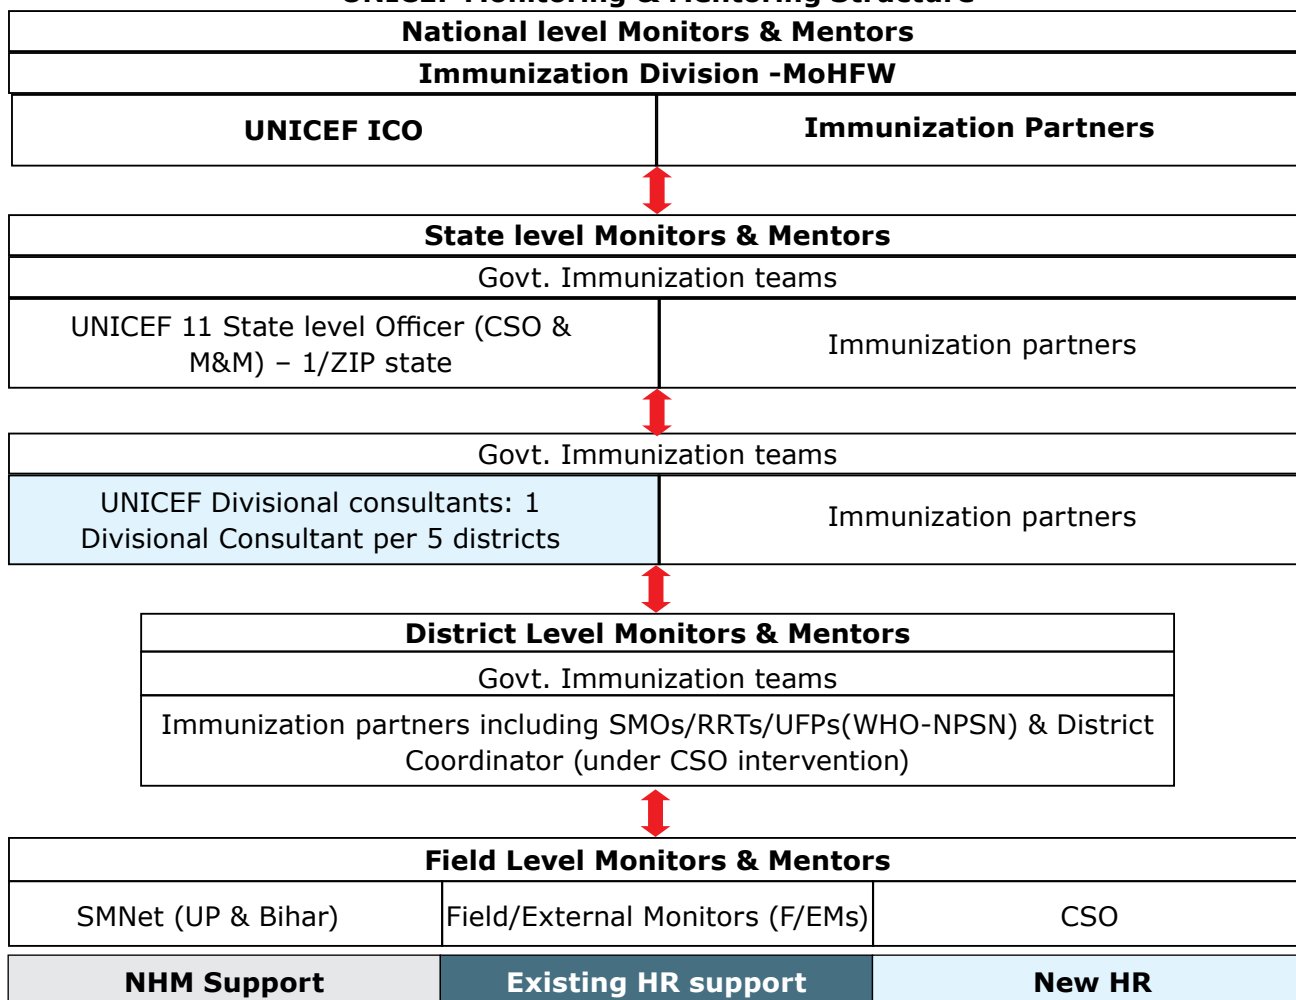 UNICEF Monitoring & Mentoring Structure
National level Monitors & Mentors
Immunization Division -MoHFW
UNICEF ICO
Immunization Partners
State level Monitors & Mentors
Govt. Immunization teams
UNICEF 11 State level Officer (CSO &
M&M) – 1/ZIP state
Immunization partners
Govt. Immunization teams
UNICEF Divisional consultants: 1
Divisional Consultant per 5 districts
Immunization partners
District Level Monitors & Mentors
Govt. Immunization teams
Immunization partners including SMOs/RRTs/UFPs(WHO-NPSN) & District
Coordinator (under CSO intervention)
Field Level Monitors & Mentors
SMNet (UP & Bihar)
Field/External Monitors (F/EMs)
CSO
NHM Support
Existing HR support
New HR